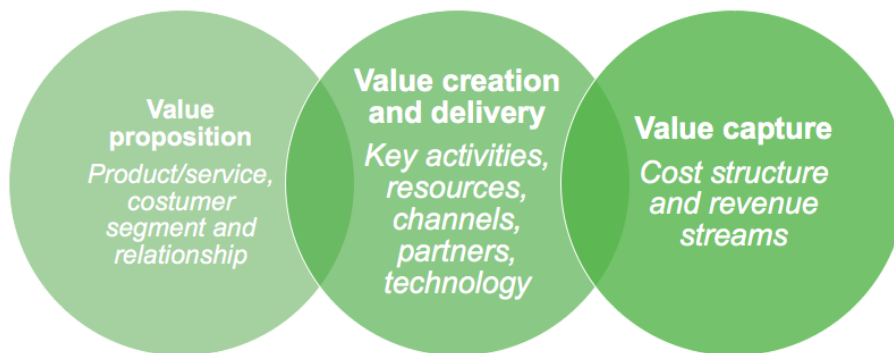 Value
proposition
Product/service,
costumer
segment and
relationship
Value creation
and delivery
Key activities,
resources,
channels,
partners,
technology
Value capture
Cost structure
and revenue
streams